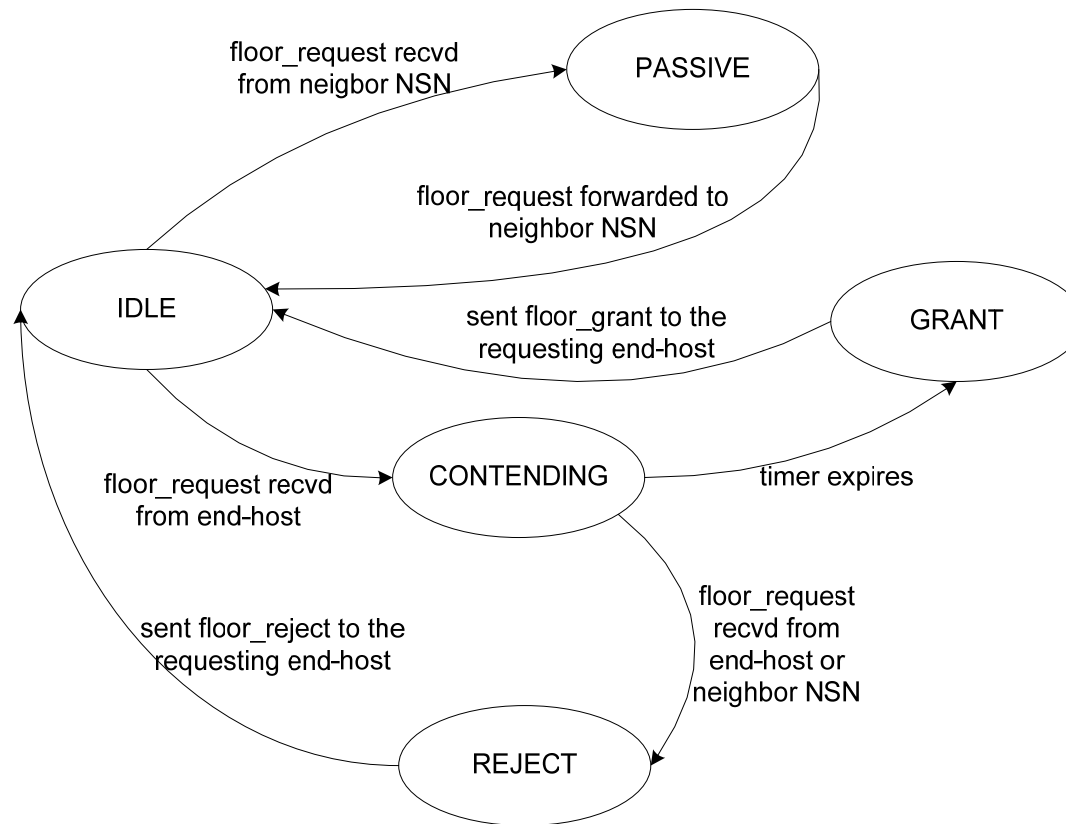 floor_request recvd
from neigbor NSN
PASSIVE
floor_request forwarded to
neighbor NSN
IDLE
sent floor_grant to the
requesting end-host
GRANT
CONTENDING
timer expires
floor_request recvd
from end-host
floor_request
recvd from
end-host or
neighbor NSN
sent floor_reject to the
requesting end-host
REJECT